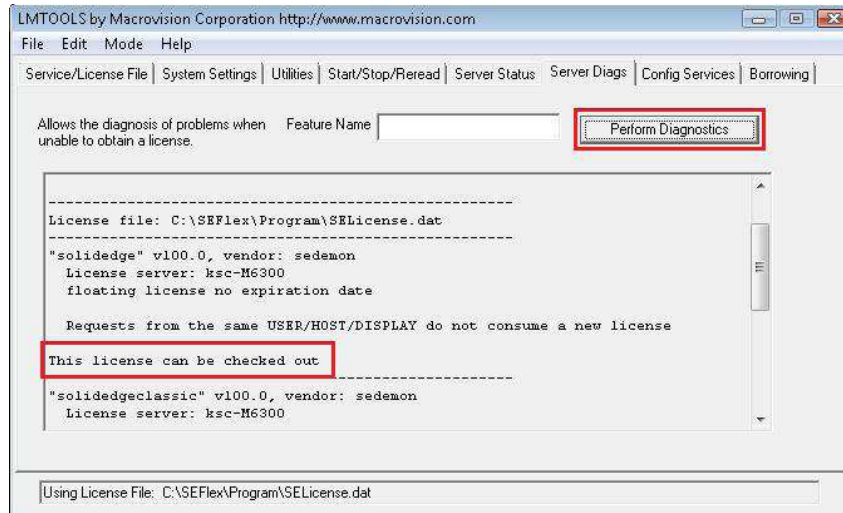 LMTOOLS by Macrovision Corporation http://www.macrovision.com
File Edit Mode Help
Service/License File System Settings Utilities Start/Stop/Reread Server Status Server Diags Config Services Borrowing
Allows the diagnosis of problems when
unable to obtain a license.
Feature Name
Perform Diagnostics
-------------------------------------------------------
License file: C:\SEFlex\Program\SELicense.dat
-------------------------------------------------------
"solidedge" v100.0, vendor: sedemon
License server: ksc-M6300
floating license no expiration date
Requests from the same USER/HOST/DISPLAY do not consume a new license
This license can be checked out
-------------------------------------------------------
"solidedgeclassic" v100.0, vendor: sedemon
License server: ksc-M6300
Using License File: C:\SEFlex\Program\SELicense.dat